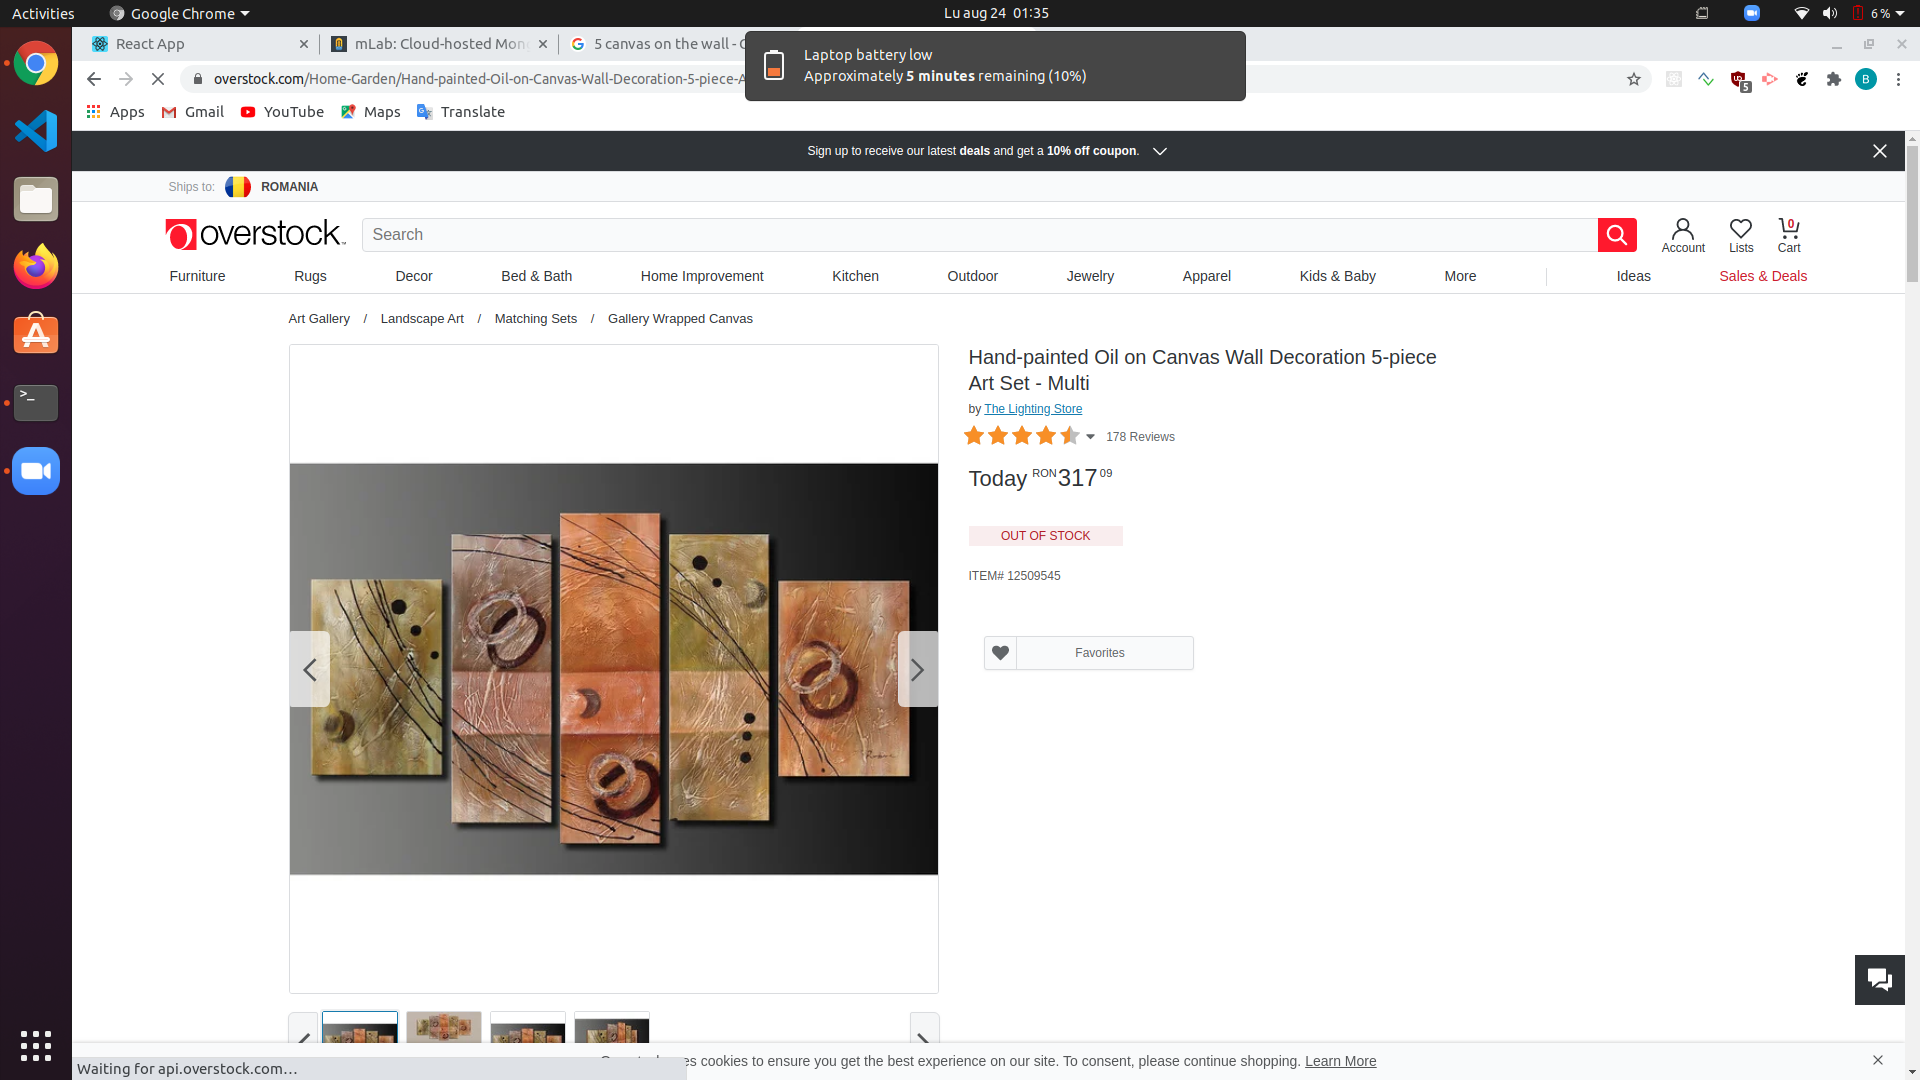 Activities
Google Chrome
Lu aug 24 01:35
6 %
React App
mLab: Cloud-hosted Mon
5 canvas on the wall - G
Laptop battery low
Approximately 5 minutes remaining (10%)
overstock.com/Home-Garden/Hand-painted-Oil-on-Canvas-Wall-Decoration-5-piece-A
5
B
Apps
Gmail
YouTube
Maps
Translate
Sign up to receive our latest deals and get a 10% off coupon.
Ships to:
ROMANIA
overstock™
Search
0
Account
Lists
Cart
Furniture
Rugs
Decor
Bed & Bath
Home Improvement
Kitchen
Outdoor
Jewelry
Apparel
Kids & Baby
More
Ideas
Sales & Deals
Art Gallery / Landscape Art / Matching Sets / Gallery Wrapped Canvas
Hand-painted Oil on Canvas Wall Decoration 5-piece
Art Set - Multi
by The Lighting Store
178 Reviews
Today RON317 09
OUT OF STOCK
ITEM# 12509545
Favorites
es cookies to ensure you get the best experience on our site. To consent, please continue shopping. Learn More
Waiting for api.overstock.com…